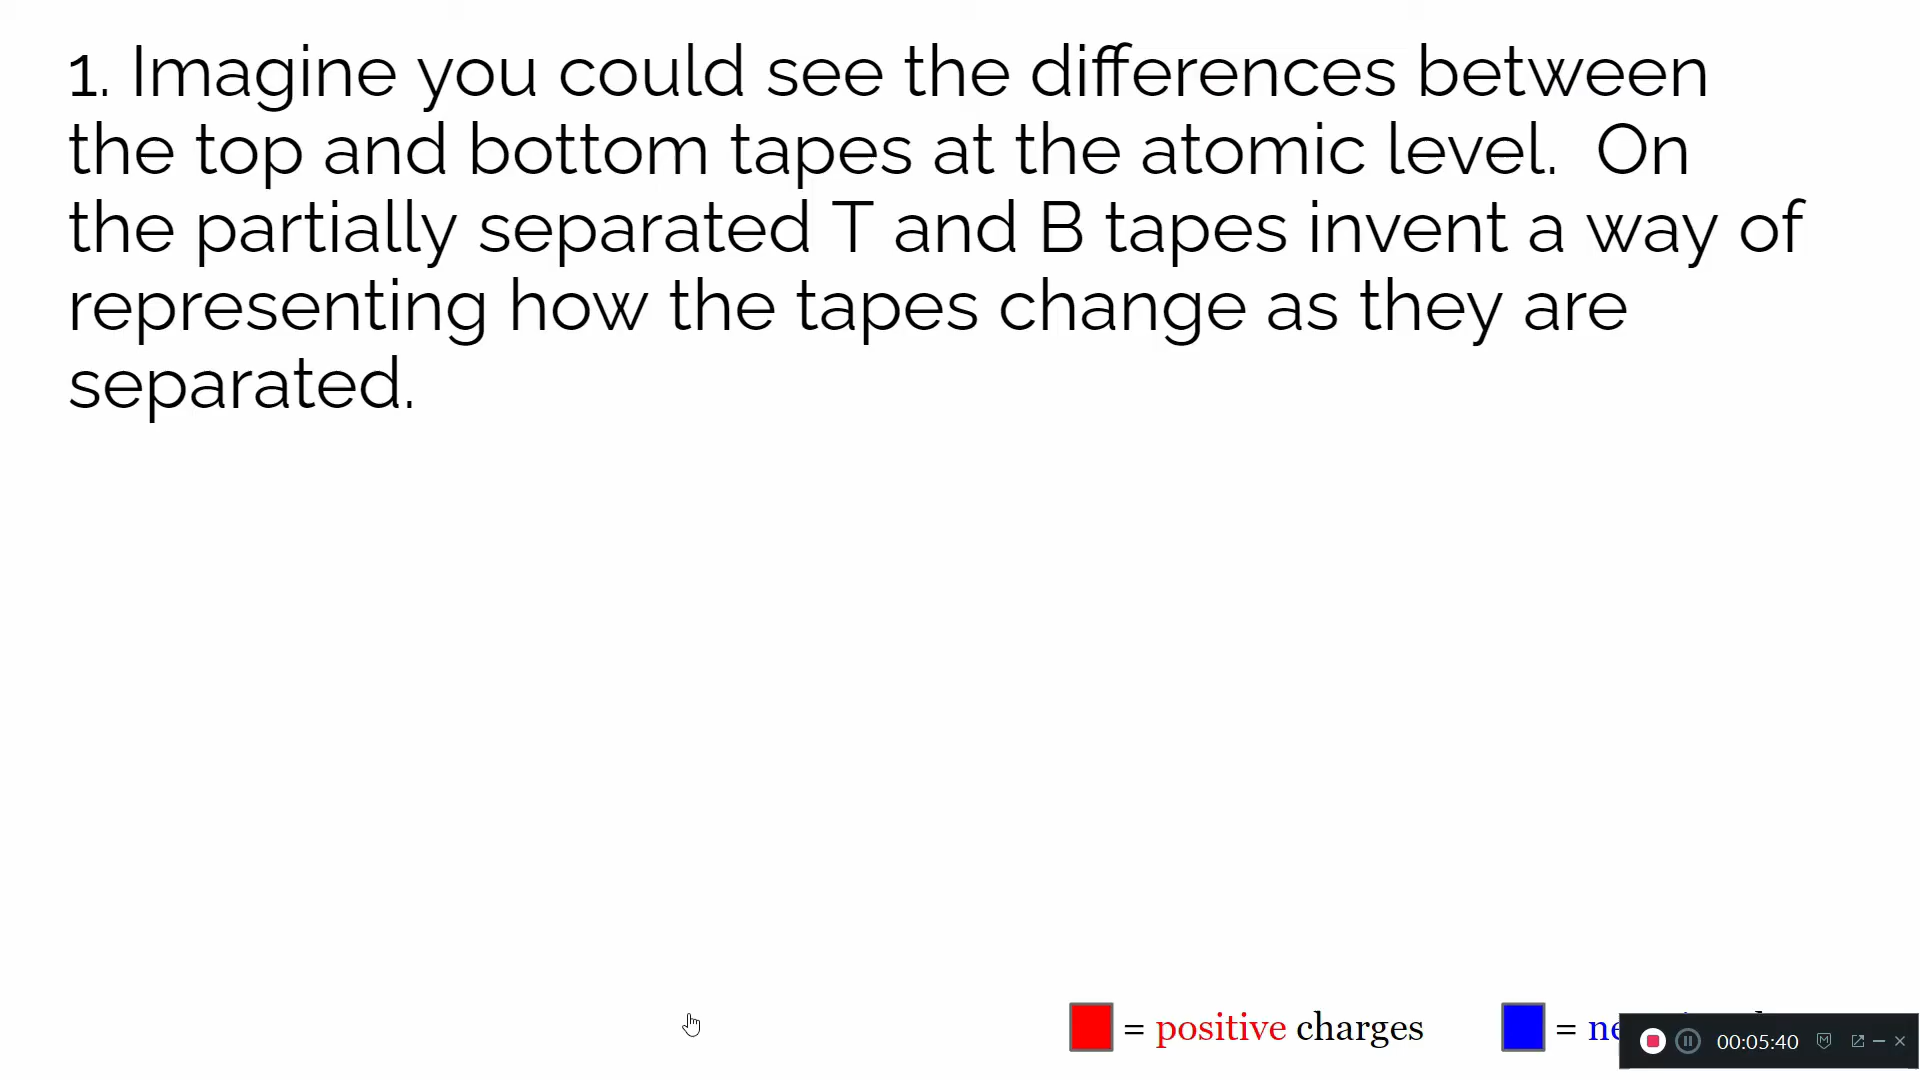 1. Imagine you could see the differences between
the top and bottom tapes at the atomic level. On
the partially separated T and B tapes invent a way of
representing how the tapes change as they are
separated.
= positive charges
=
00:05:40